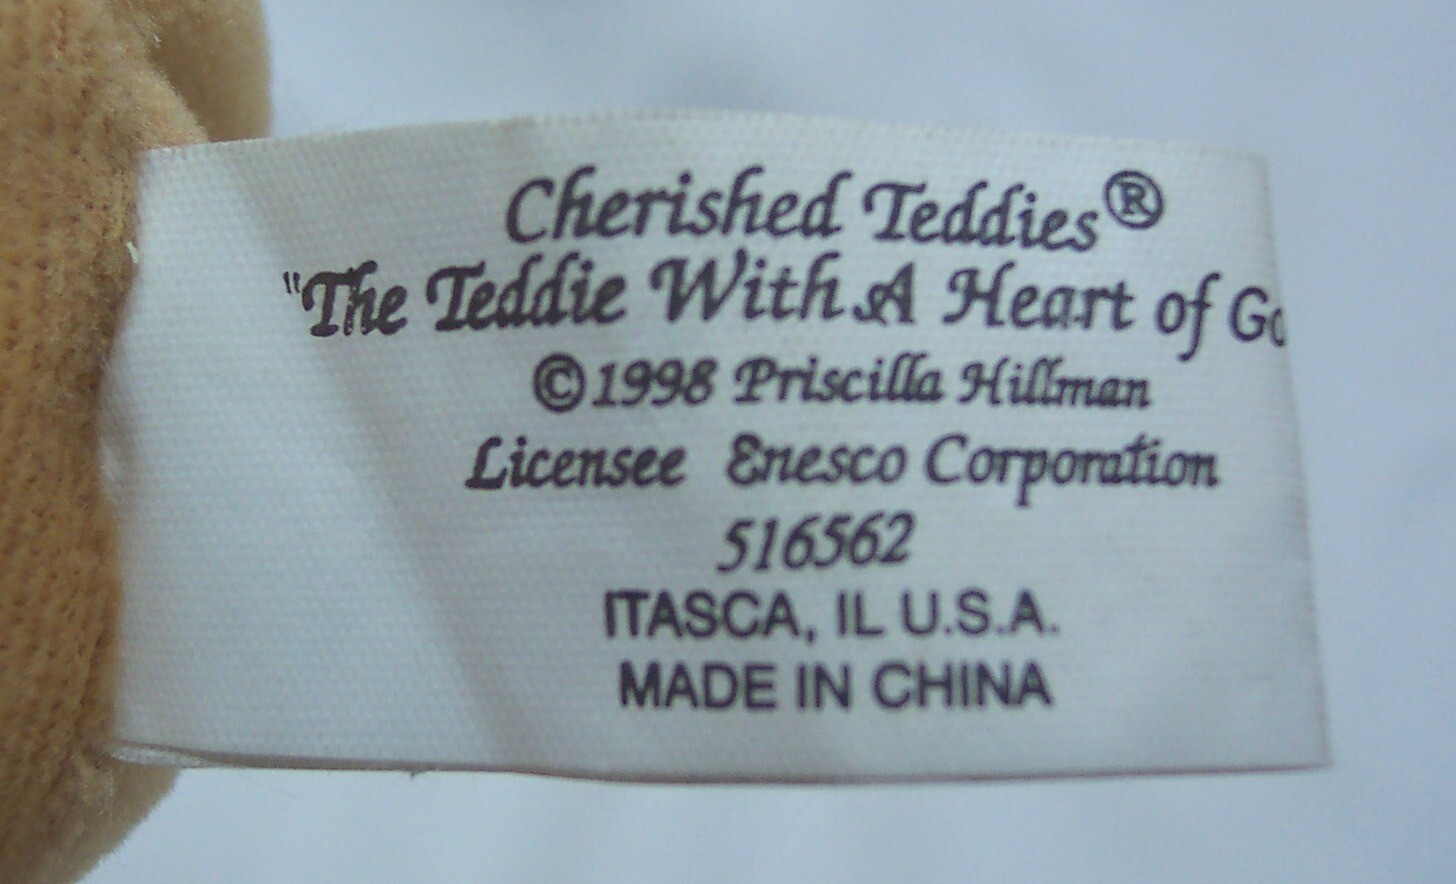 Cherished Teddies®
"The Teddie With A Heart of Go
©1998 Priscilla Hillman
Licensee Enesco Corporation
516562
ITASCA, IL U.S.A.
MADE IN CHINA